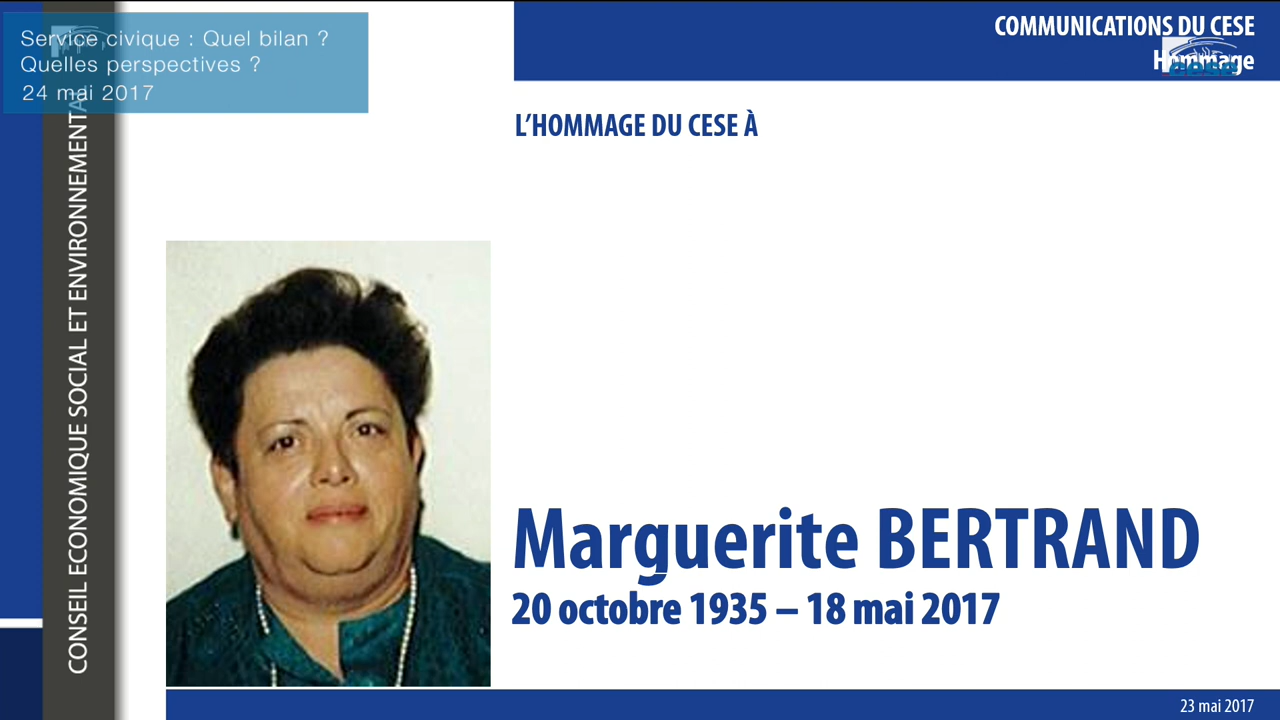 Service civique : Quel bilan ?
Quelles perspectives ?
24 mai 2017
COMMUNICATIONS DU CESE
Hommage
cese
L’HOMMAGE DU CESE À
CONSEIL ECONOMIQUE SOCIAL ET ENVIRONNEMENTAL
Marguerite BERTRAND
20 octobre 1935 – 18 mai 2017
23 mai 2017